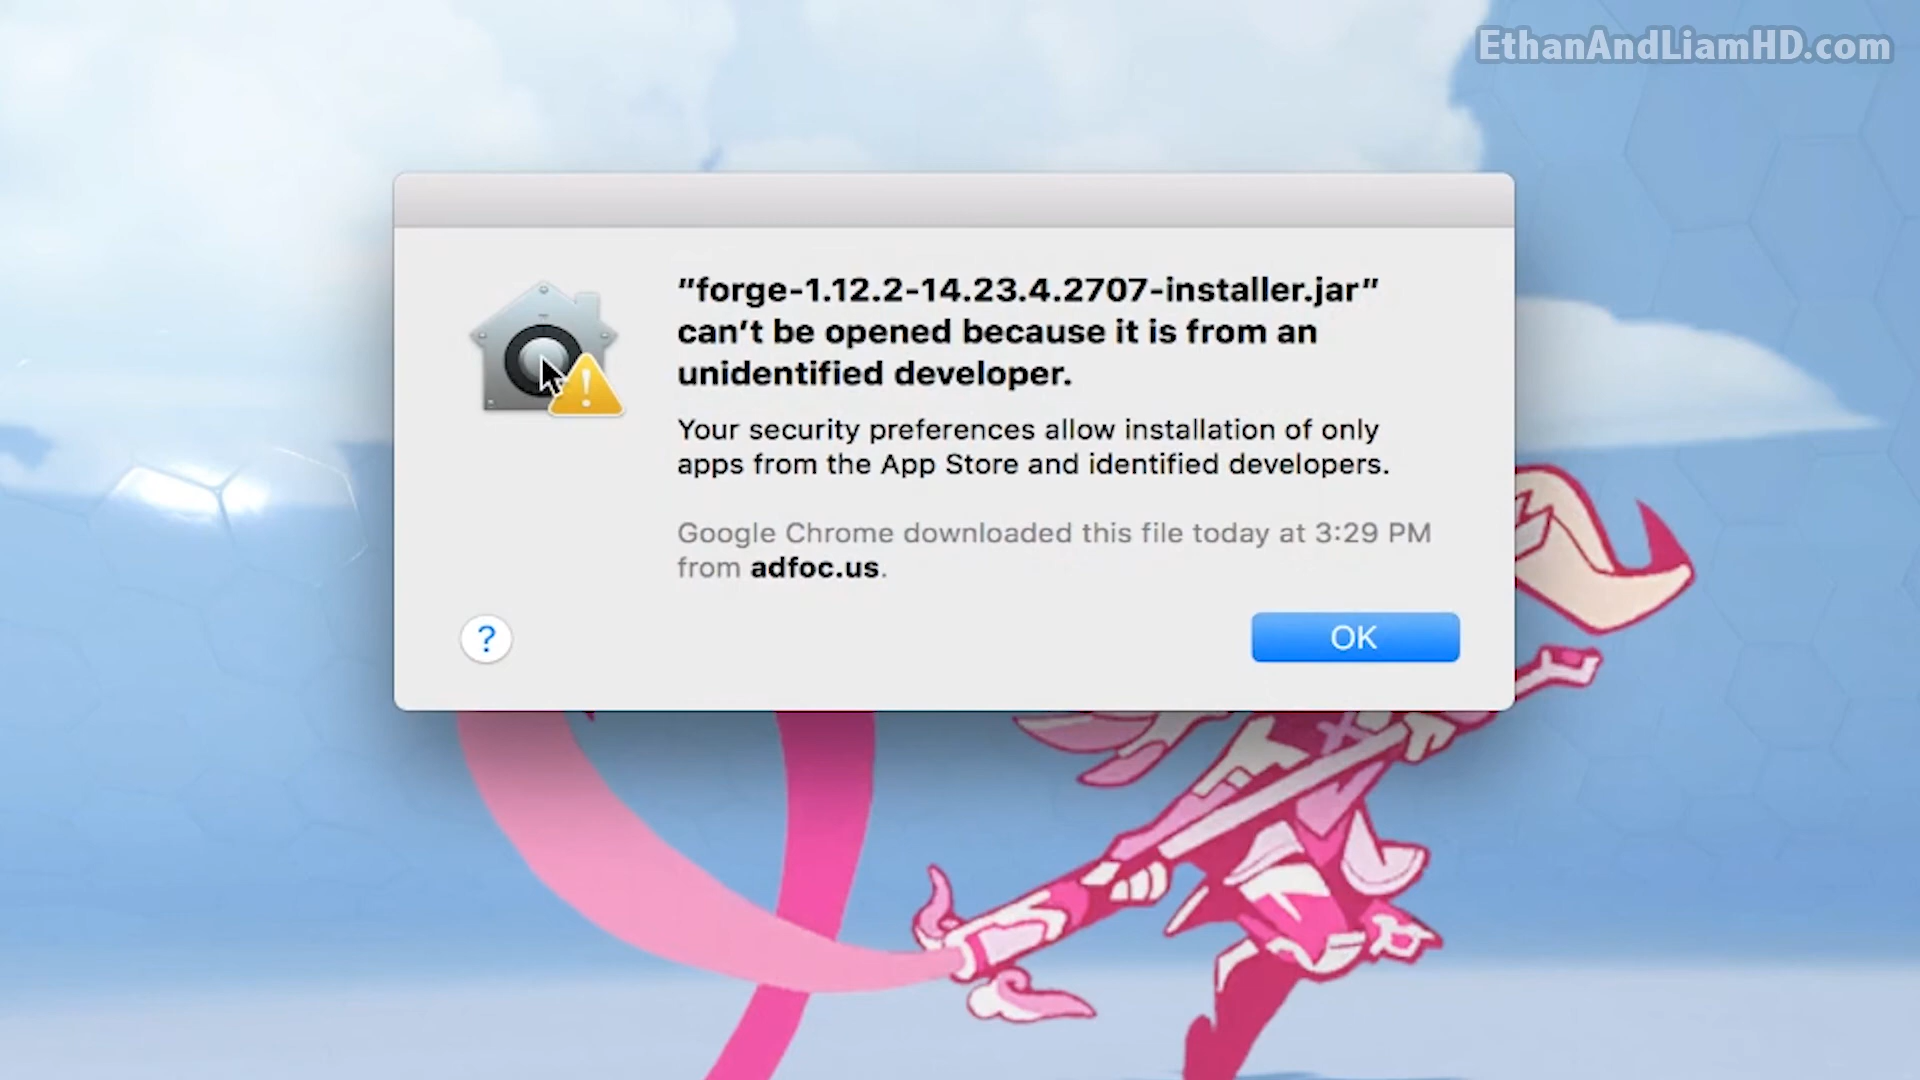 EthanAndLiamHD.com
"forge-1.12.2-14.23.4.2707-installer.jar"
can't be opened because it is from an
unidentified developer.
Your security preferences allow installation of only
apps from the App Store and identified developers.
Google Chrome downloaded this file today at 3:29 PM
from adfoc.us.
?
OK